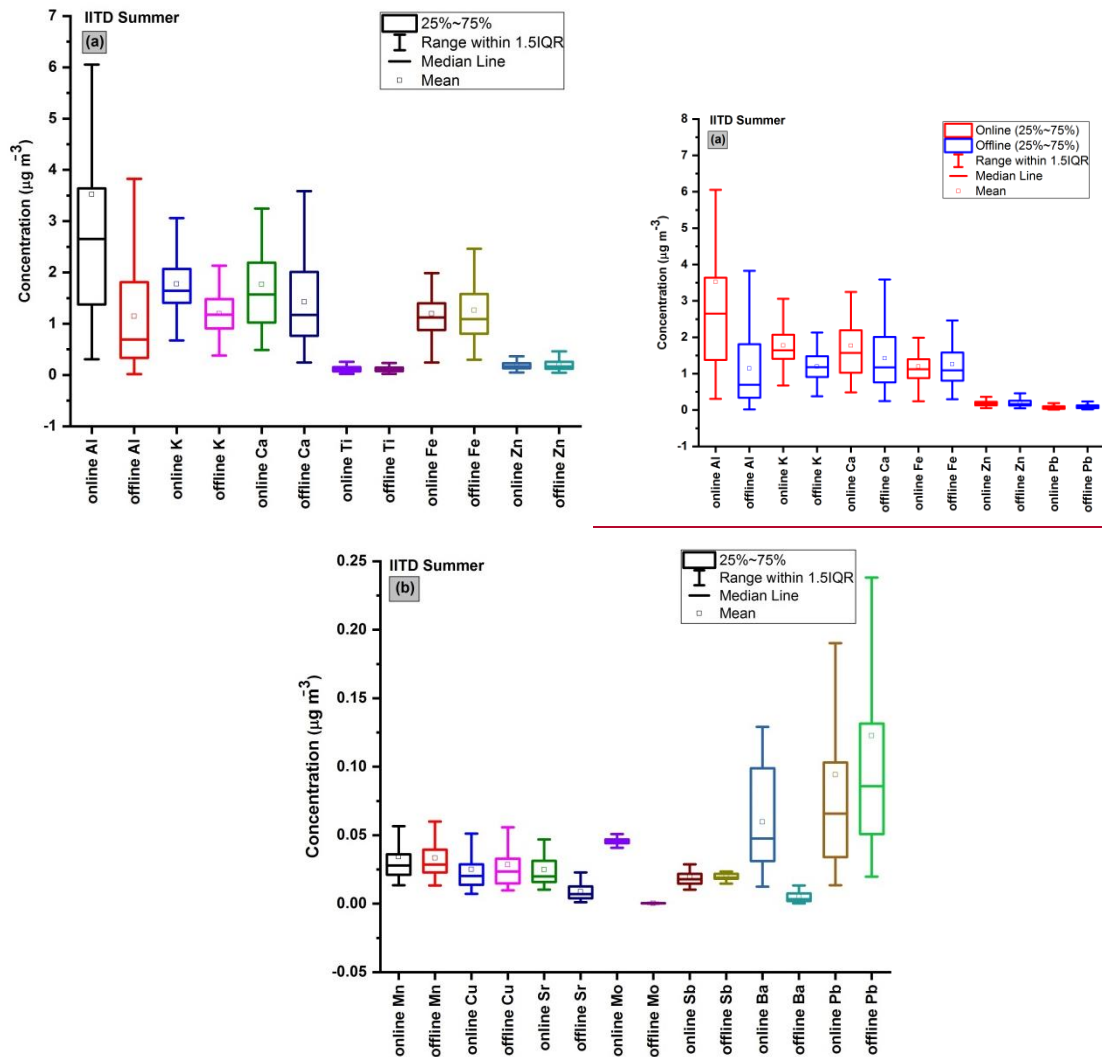 IITD Summer
(a)
25%~75%
Range within 1.5IQR
Median Line
Mean
Concentration (µg m⁻³)
7
6
5
4
3
2
1
0
-1
online Al
offline Al
online K
offline K
online Ca
offline Ca
online Ti
offline Ti
online Fe
offline Fe
online Zn
offline Zn
IITD Summer
(a)
Online (25%~75%)
Offline (25%~75%)
Range within 1.5IQR
Median Line
Mean
Concentration (µg m⁻³)
8
7
6
5
4
3
2
1
0
-1
online Al
offline Al
online K
offline K
online Ca
offline Ca
online Fe
offline Fe
online Zn
offline Zn
online Pb
offline Pb
IITD Summer
(b)
25%~75%
Range within 1.5IQR
Median Line
Mean
Concentration (µg m⁻³)
0.25
0.20
0.15
0.10
0.05
0.00
-0.05
online Mn
offline Mn
online Cu
offline Cu
online Sr
offline Sr
online Mo
offline Mo
online Sb
offline Sb
online Ba
offline Ba
online Pb
offline Pb